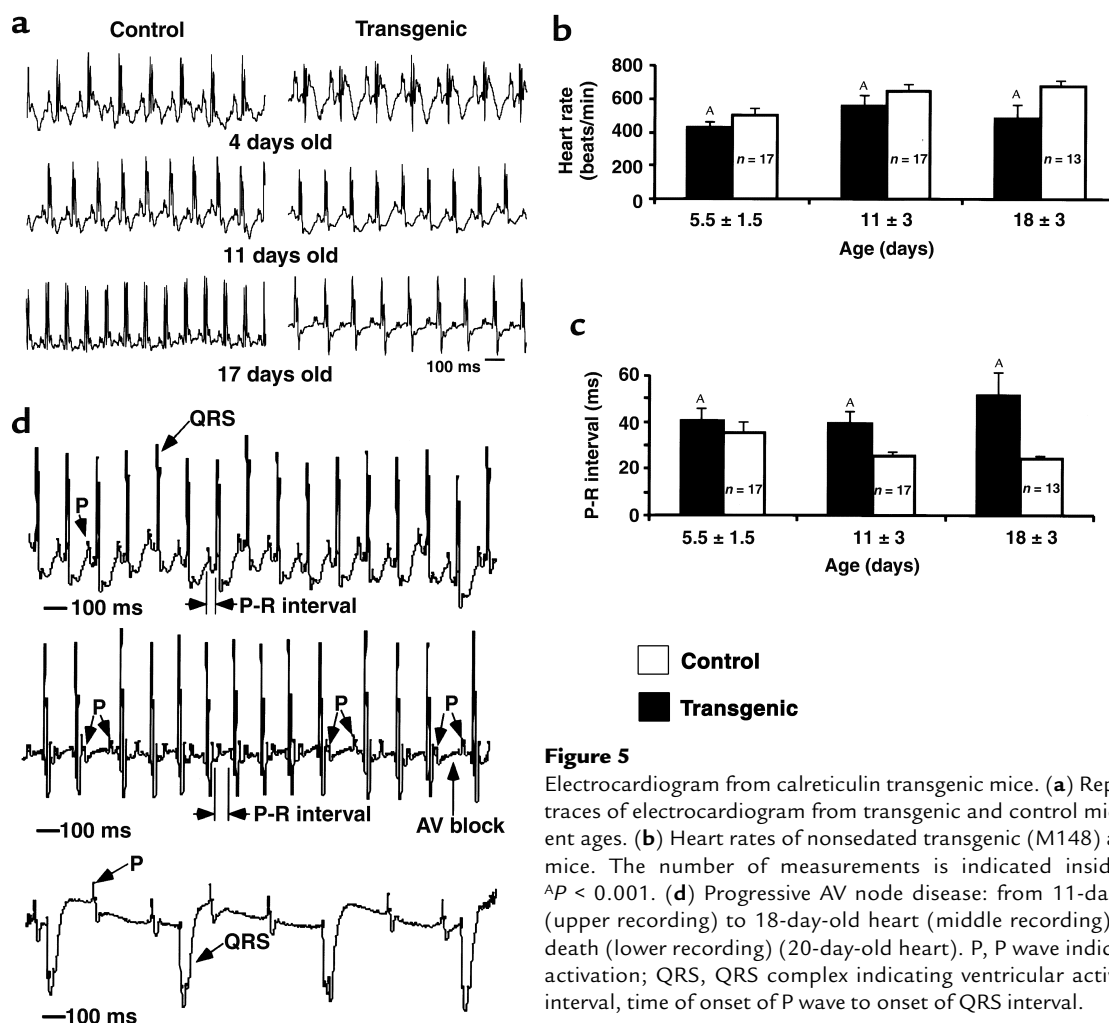 a
Control Transgenic
4 days old
11 days old
17 days old
100 ms
b
Heart rate
(beats/min)
800
600
400
200
0
A A A
n = 17 n = 17 n = 13
5.5 ± 1.5 11 ± 3 18 ± 3
Age (days)
c
P-R interval (ms)
60
40
20
0
A A A
n = 17 n = 17 n = 13
5.5 ± 1.5 11 ± 3 18 ± 3
Age (days)
Control
Transgenic
d
QRS
P
100 ms P-R interval
P P P
P-R interval
100 ms AV block
P
QRS
100 ms
Figure 5
Electrocardiogram from calreticulin transgenic mice. (a) Rep
traces of electrocardiogram from transgenic and control mi
ent ages. (b) Heart rates of nonsedated transgenic (M148) a
mice. The number of measurements is indicated insid
AP < 0.001. (d) Progressive AV node disease: from 11-da
(upper recording) to 18-day-old heart (middle recording)
death (lower recording) (20-day-old heart). P, P wave indic
activation; QRS, QRS complex indicating ventricular activ
interval, time of onset of P wave to onset of QRS interval.